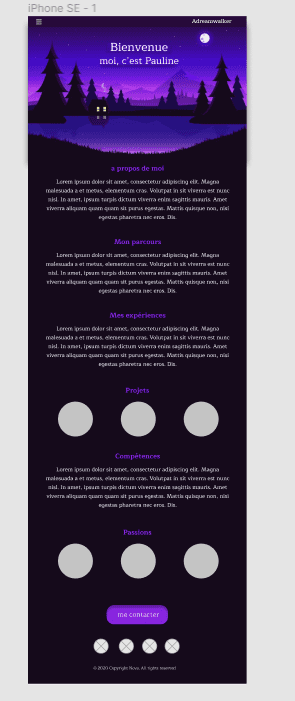 iPhone SE - 1
Adreamwalker
Bienvenue
moi, c'est Pauline
a propos de moi
Lorem ipsum dolor sit amet, consectetur adipiscing elit. Magna
malesuada a et metus, elementum cras. Volutpat in sit viverra est nunc
nisl. In amet, ipsum turpis dictum viverra enim sagittis mauris. Amet
viverra aliquam quam quam sit purus egestas. Mattis quisque non, nisi
egestas pharetra nec eros. Dis.
Mon parcours
Lorem ipsum dolor sit amet, consectetur adipiscing elit. Magna
malesuada a et metus, elementum cras. Volutpat in sit viverra est nunc
nisl. In amet, ipsum turpis dictum viverra enim sagittis mauris. Amet
viverra aliquam quam quam sit purus egestas. Mattis quisque non, nisi
egestas pharetra nec eros. Dis.
Mes expériences
Lorem ipsum dolor sit amet, consectetur adipiscing elit. Magna
malesuada a et metus, elementum cras. Volutpat in sit viverra est nunc
nisl. In amet, ipsum turpis dictum viverra enim sagittis mauris. Amet
viverra aliquam quam quam sit purus egestas. Mattis quisque non, nisi
egestas pharetra nec eros. Dis.
Projets
Compétences
Lorem ipsum dolor sit amet, consectetur adipiscing elit. Magna
malesuada a et metus, elementum cras. Volutpat in sit viverra est nunc
nisl. In amet, ipsum turpis dictum viverra enim sagittis mauris. Amet
viverra aliquam quam quam sit purus egestas. Mattis quisque non, nisi
egestas pharetra nec eros. Dis.
Passions
me contacter
© 2020 Copyright Nova. All rights reserved